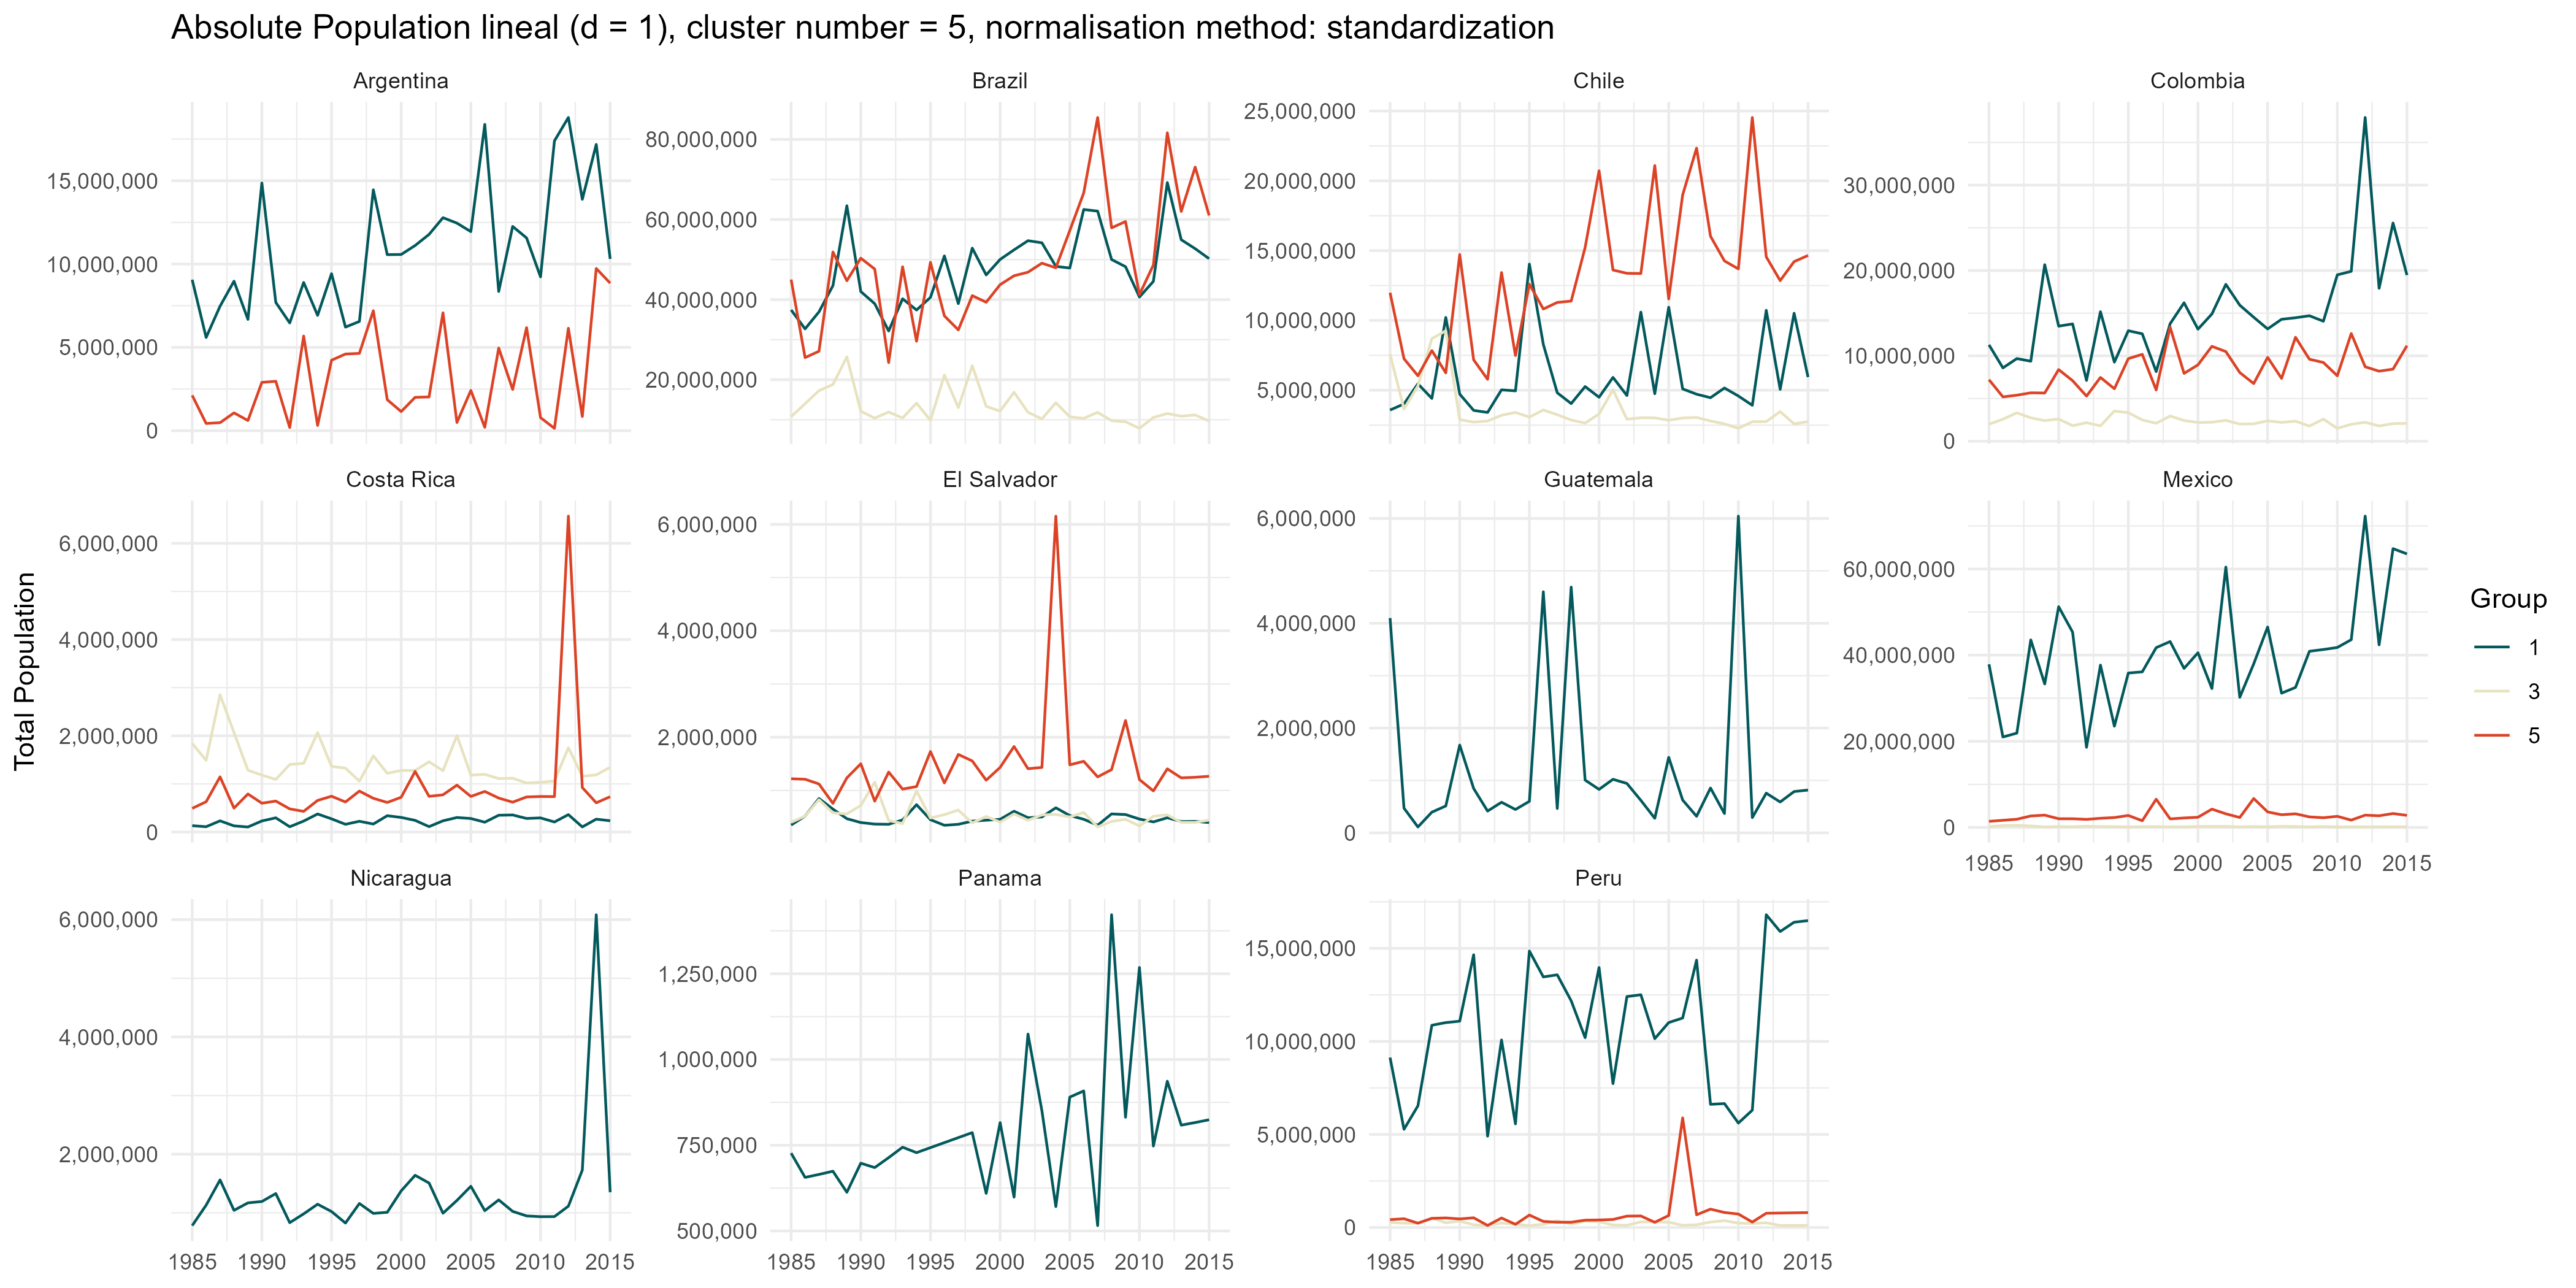 Absolute Population lineal (d = 1), cluster number = 5, normalisation method: standardization
Argentina
Brazil
Chile
Colombia
15,000,000
10,000,000
5,000,000
0
80,000,000
60,000,000
40,000,000
20,000,000
25,000,000
20,000,000
15,000,000
10,000,000
5,000,000
30,000,000
20,000,000
10,000,000
0
Costa Rica
El Salvador
Guatemala
Mexico
6,000,000
4,000,000
2,000,000
0
6,000,000
4,000,000
2,000,000
6,000,000
4,000,000
2,000,000
0
60,000,000
40,000,000
20,000,000
0
1985 1990 1995 2000 2005 2010 2015
Nicaragua
Panama
Peru
6,000,000
4,000,000
2,000,000
1,250,000
1,000,000
750,000
500,000
15,000,000
10,000,000
5,000,000
0
1985 1990 1995 2000 2005 2010 2015
1985 1990 1995 2000 2005 2010 2015
1985 1990 1995 2000 2005 2010 2015
Total Population
Group
1
3
5